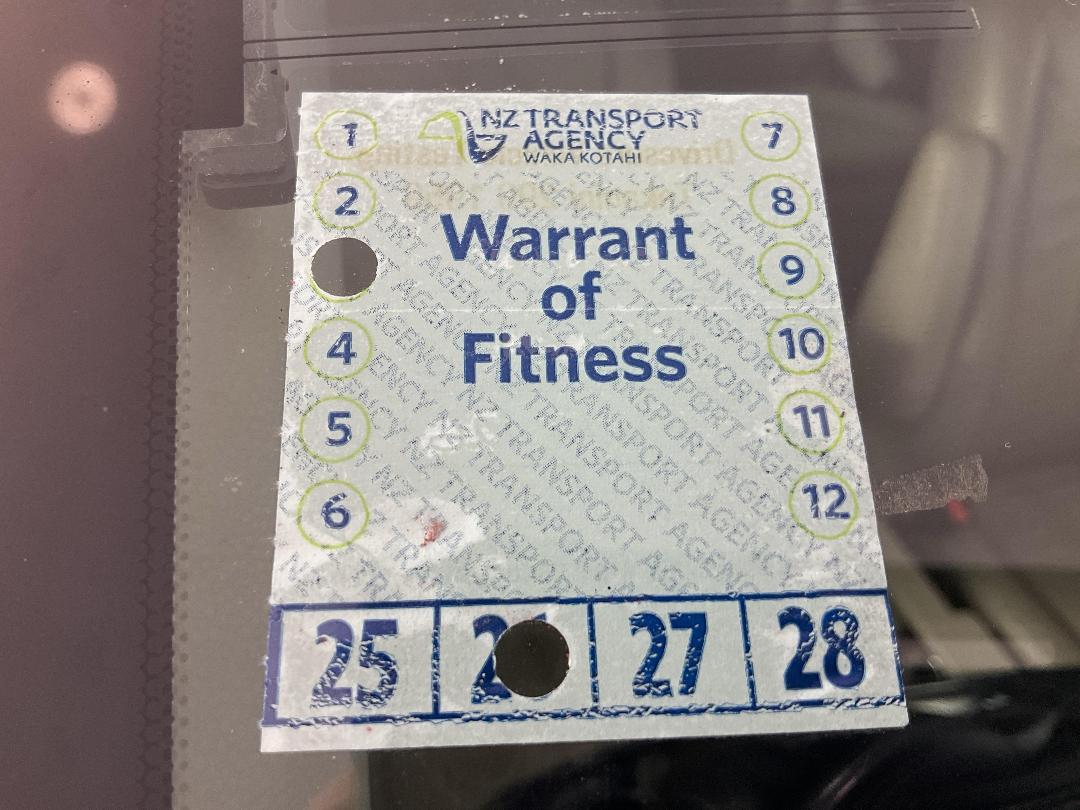 NZ TRANSPORT
AGENCY
WAKA KOTAHI
Warrant
of
Fitness
1
2
4
5
6
7
8
9
10
11
12
25
2
27
28